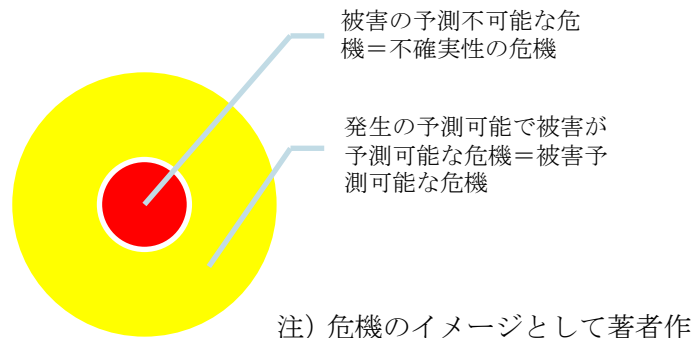 被害の予測不可能な危
機＝不確実性の危機
発生の予測可能で被害が
予測可能な危機＝被害予
測可能な危機
注）危機のイメージとして著者作